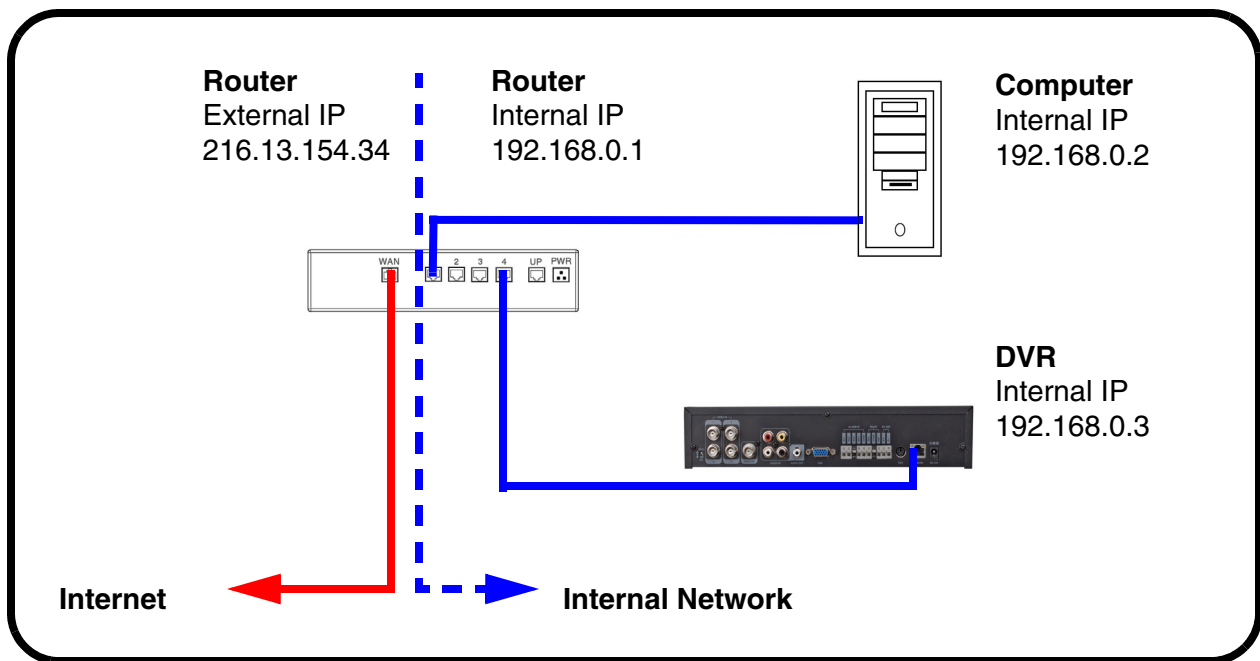 Router
External IP
216.13.154.34
Router
Internal IP
192.168.0.1
Computer
Internal IP
192.168.0.2
WAN
2
3
4
UP
PWR
DVR
Internal IP
192.168.0.3
Internet
Internal Network